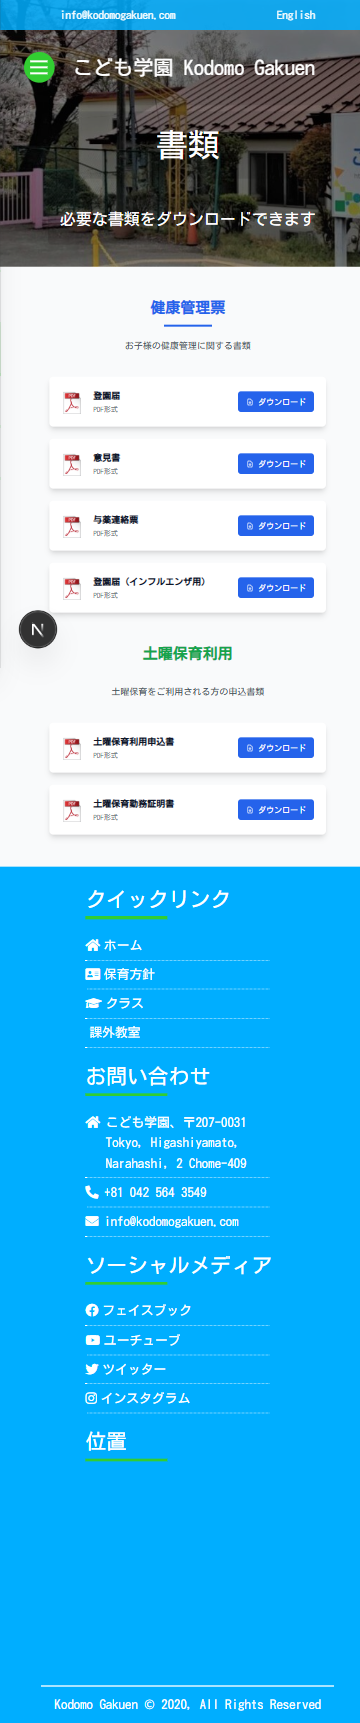 info@kodomogakuen.com English
こども学園 Kodomo Gakuen
書類
必要な書類をダウンロードできます
健康管理票
お子様の健康管理に関する書類
登園届
PDF形式
ダウンロード
意見書
PDF形式
ダウンロード
与薬連絡票
PDF形式
ダウンロード
登園届（インフルエンザ用）
PDF形式
ダウンロード
N
土曜保育利用
土曜保育をご利用される方の申込書類
土曜保育利用申込書
PDF形式
ダウンロード
土曜保育勤務証明書
PDF形式
ダウンロード
クイックリンク
ホーム
保育方針
クラス
課外教室
お問い合わせ
こども学園、〒207-0031
Tokyo, Higashiyamato,
Narahashi, 2 Chome-409
+81 042 564 3549
info@kodomogakuen.com
ソーシャルメディア
フェイスブック
ユーチューブ
ツイッター
インスタグラム
位置
Kodomo Gakuen © 2020, All Rights Reserved